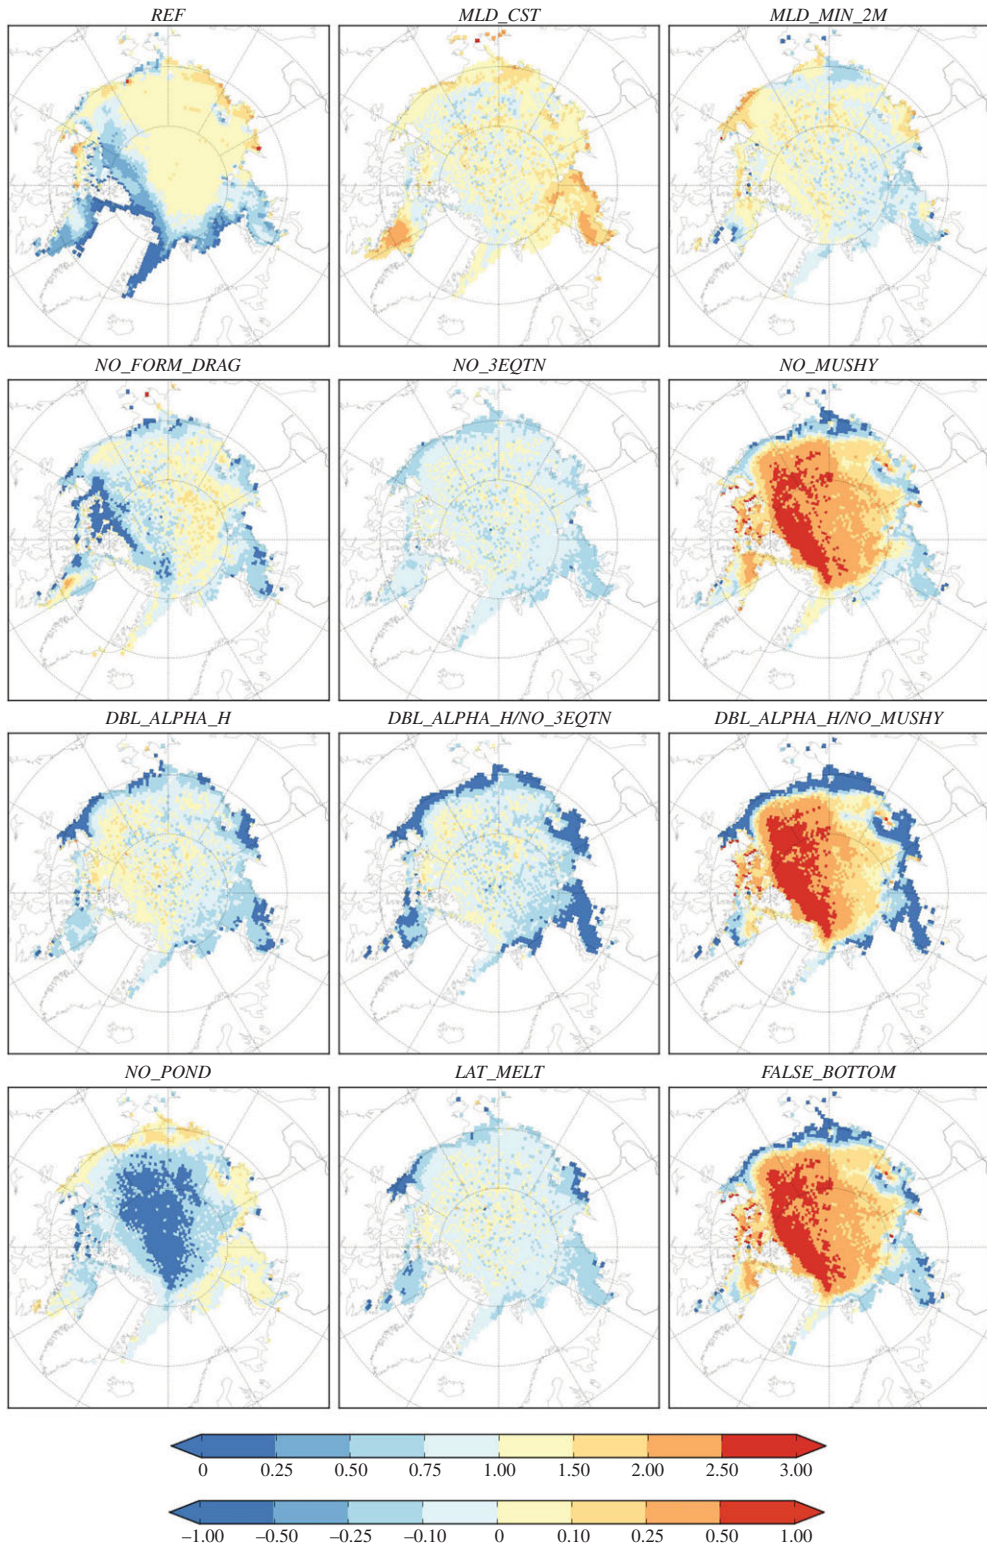 REF MLD_CST MLD_MIN_2M
NO_FORM_DRAG NO_3EQTN NO_MUSHY
DBL_ALPHA_H DBL_ALPHA_H/NO_3EQTN DBL_ALPHA_H/NO_MUSHY
NO_POND LAT_MELT FALSE_BOTTOM
0 0.25 0.50 0.75 1.00 1.50 2.00 2.50 3.00
–1.00 –0.50 –0.25 –0.10 0 0.10 0.25 0.50 1.00